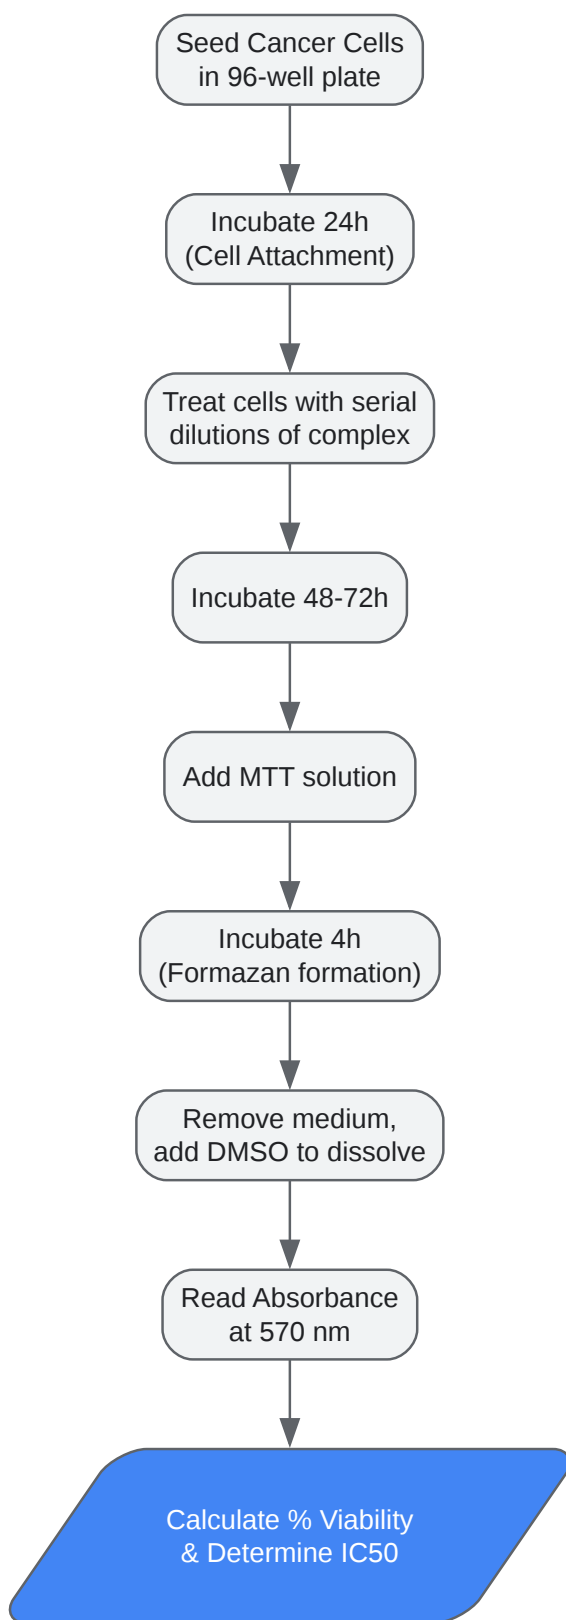 Seed Cancer Cells
in 96-well plate
Incubate 24h
(Cell Attachment)
Treat cells with serial
dilutions of complex
Incubate 48-72h
Add MTT solution
Incubate 4h
(Formazan formation)
Remove medium,
add DMSO to dissolve
Read Absorbance
at 570 nm
Calculate % Viability
& Determine IC50